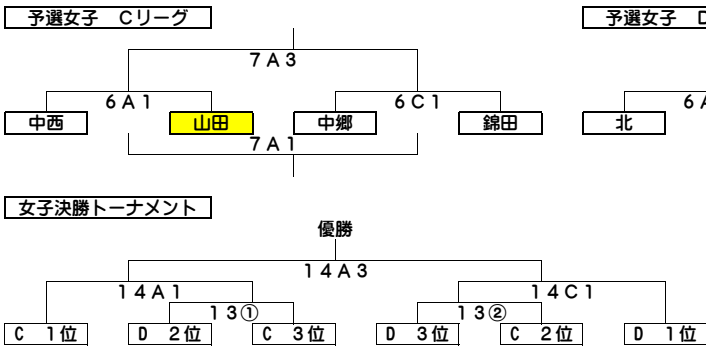 予選女子　Cリーグ
予選女子　D
7A3
6A1
6C1
6A
中西
山田
中郷
錦田
北
7A1
女子決勝トーナメント
優勝
14A3
14A1
14C1
13①
13②
C　1位
D　2位
C　3位
D　3位
C　2位
D　1位